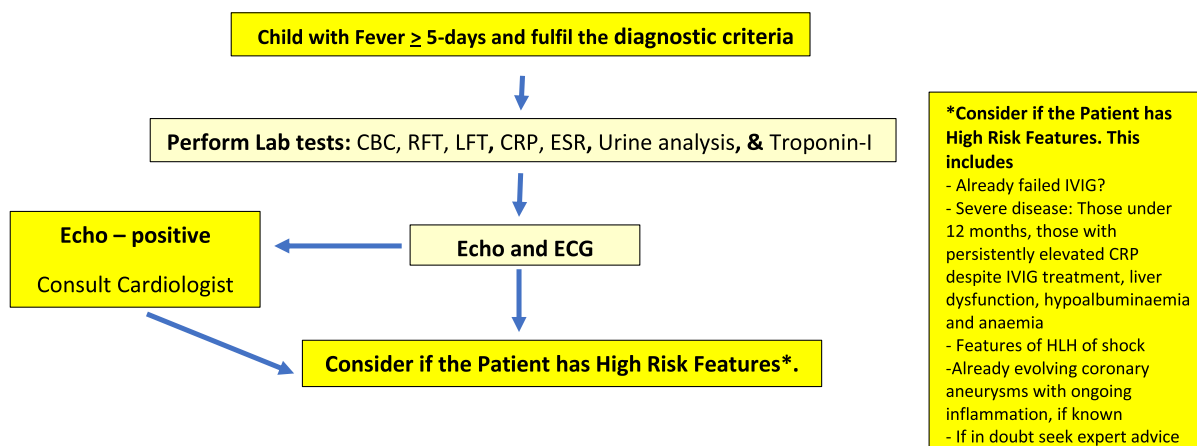 Child with Fever ≥ 5-days and fulfil the diagnostic criteria
Perform Lab tests: CBC, RFT, LFT, CRP, ESR, Urine analysis, & Troponin-I
Echo – positive
Consult Cardiologist
Echo and ECG
Consider if the Patient has High Risk Features*.
*Consider if the Patient has
High Risk Features. This
includes
- Already failed IVIG?
- Severe disease: Those under
12 months, those with
persistently elevated CRP
despite IVIG treatment, liver
dysfunction, hypoalbuminaemia
and anaemia
- Features of HLH of shock
-Already evolving coronary
aneurysms with ongoing
inflammation, if known
- If in doubt seek expert advice